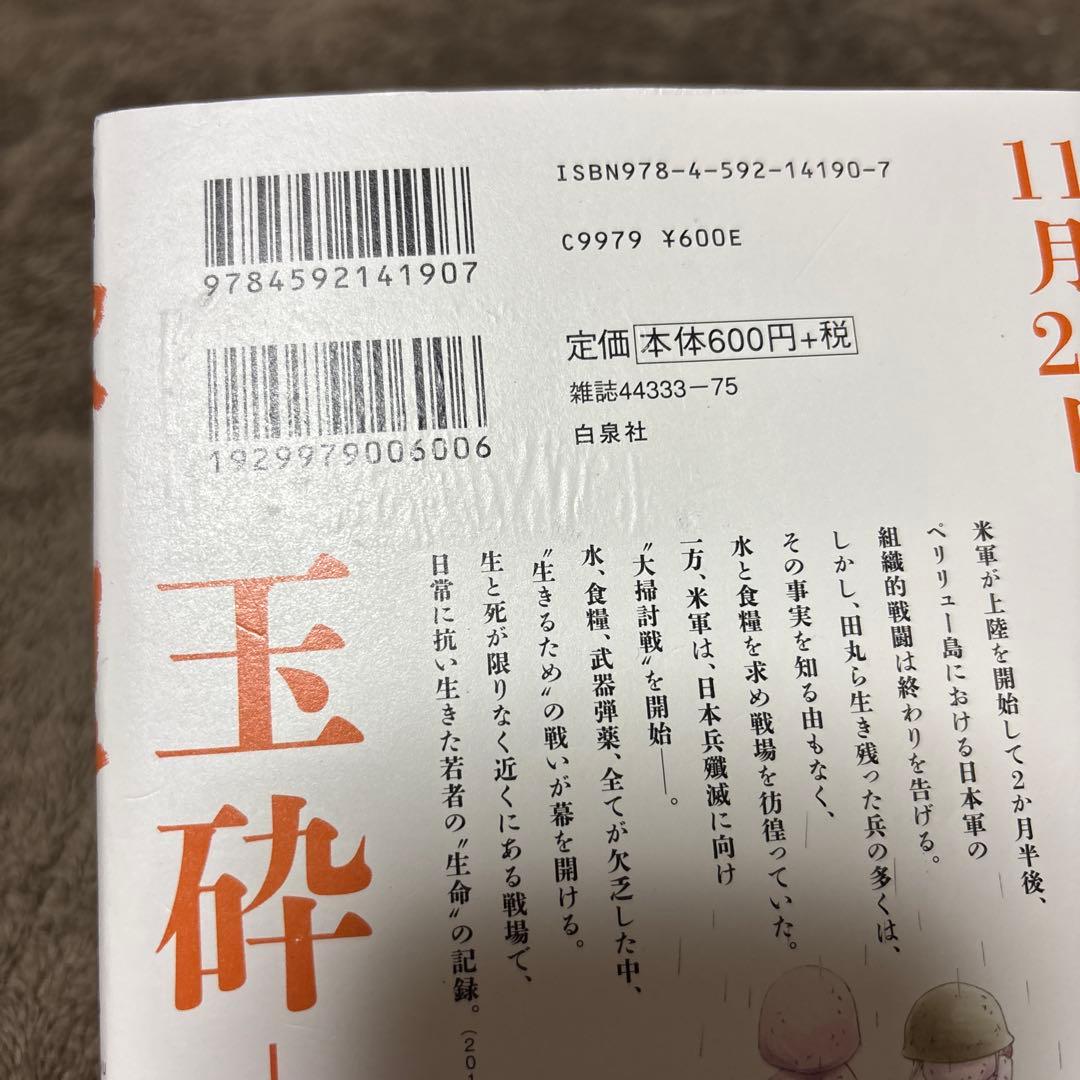 9784592141907
ISBN978-4-592-14190-7
C9979 ¥600E
1929979006006
定価 本体600円+税
雑誌44333-75
白泉社
11月2
米軍が上陸を開始して2か月半後、
ペリリュー島における日本軍の
組織的戦闘は終わりを告げる。
しかし、田丸ら生き残った兵の多くは、
その事実を知る由もなく、
水と食糧を求め戦場を彷徨っていた。
一方、米軍は、日本兵殲滅に向け
〝大掃討戦〟を開始――。
水、食糧、武器弾薬、全てが欠乏した中、
〝生きるため〟の戦いが幕を開ける。
生と死が限りなく近くにある戦場で、
日常に抗い生きた若者の〝生命〟の記録。
(201
玉砕